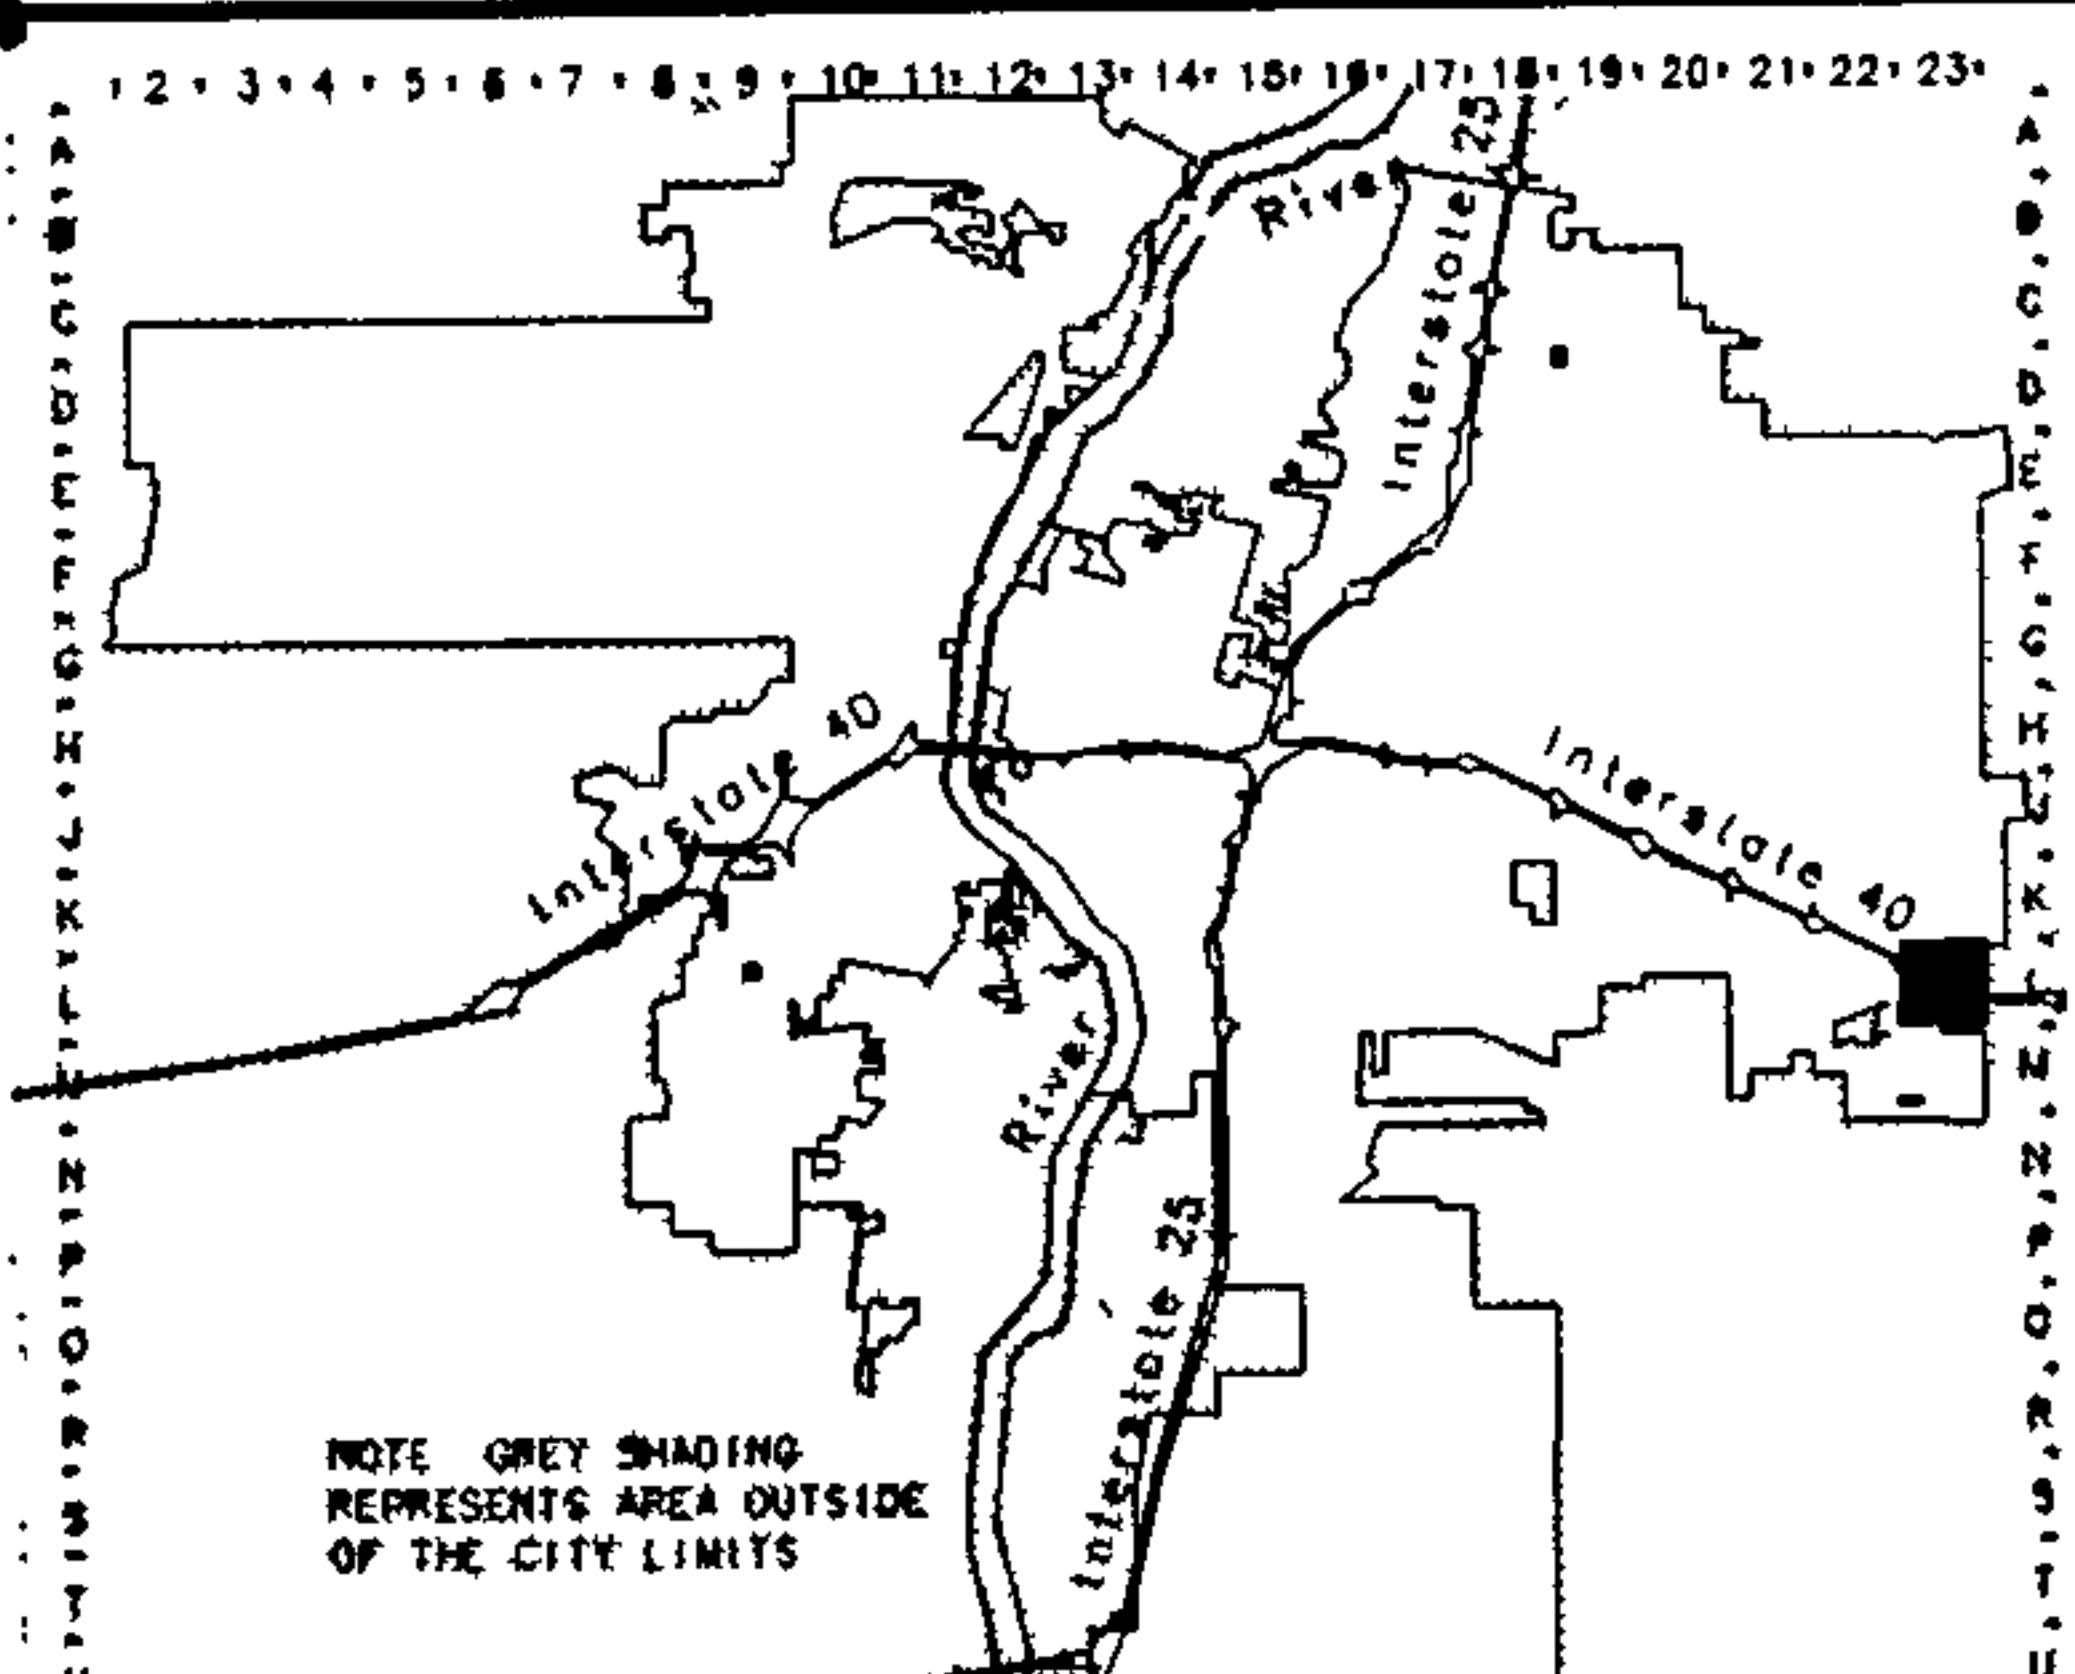 2 3 4 5 6 7 8 9 10 11 12 13 14 15 16 17 18 19 20 21 22 23
A A
B B
C C
D D
E E
F F
G G
H H
J J
K K
L L
M M
N N
P P
Q Q
R R
S S
T T
U U
River
Interstate 25
Interstate 40
Interstate 40
River
Interstate 25
NOTE GREY SHADING
REPRESENTS AREA OUTSIDE
OF THE CITY LIMITS